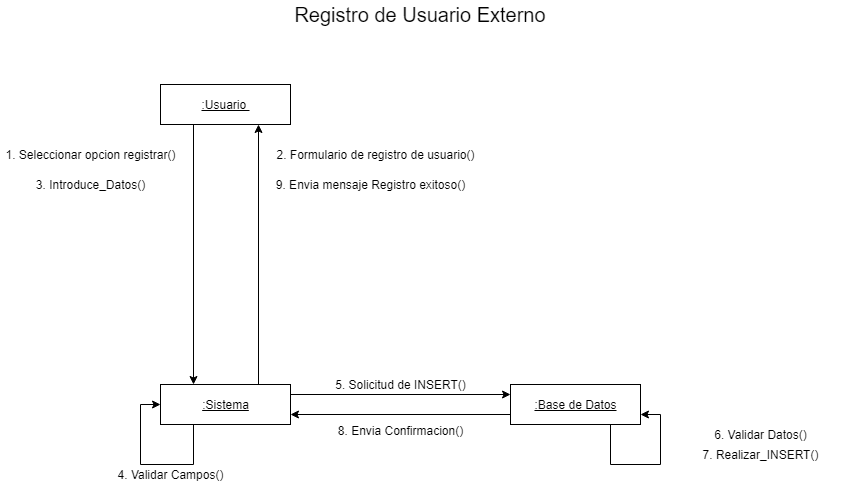 Registro de Usuario Externo
:Usuario
1. Seleccionar opcion registrar()
2. Formulario de registro de usuario()
3. Introduce_Datos()
9. Envia mensaje Registro exitoso()
5. Solicitud de INSERT()
:Sistema
:Base de Datos
8. Envia Confirmacion()
6. Validar Datos()
7. Realizar_INSERT()
4. Validar Campos()